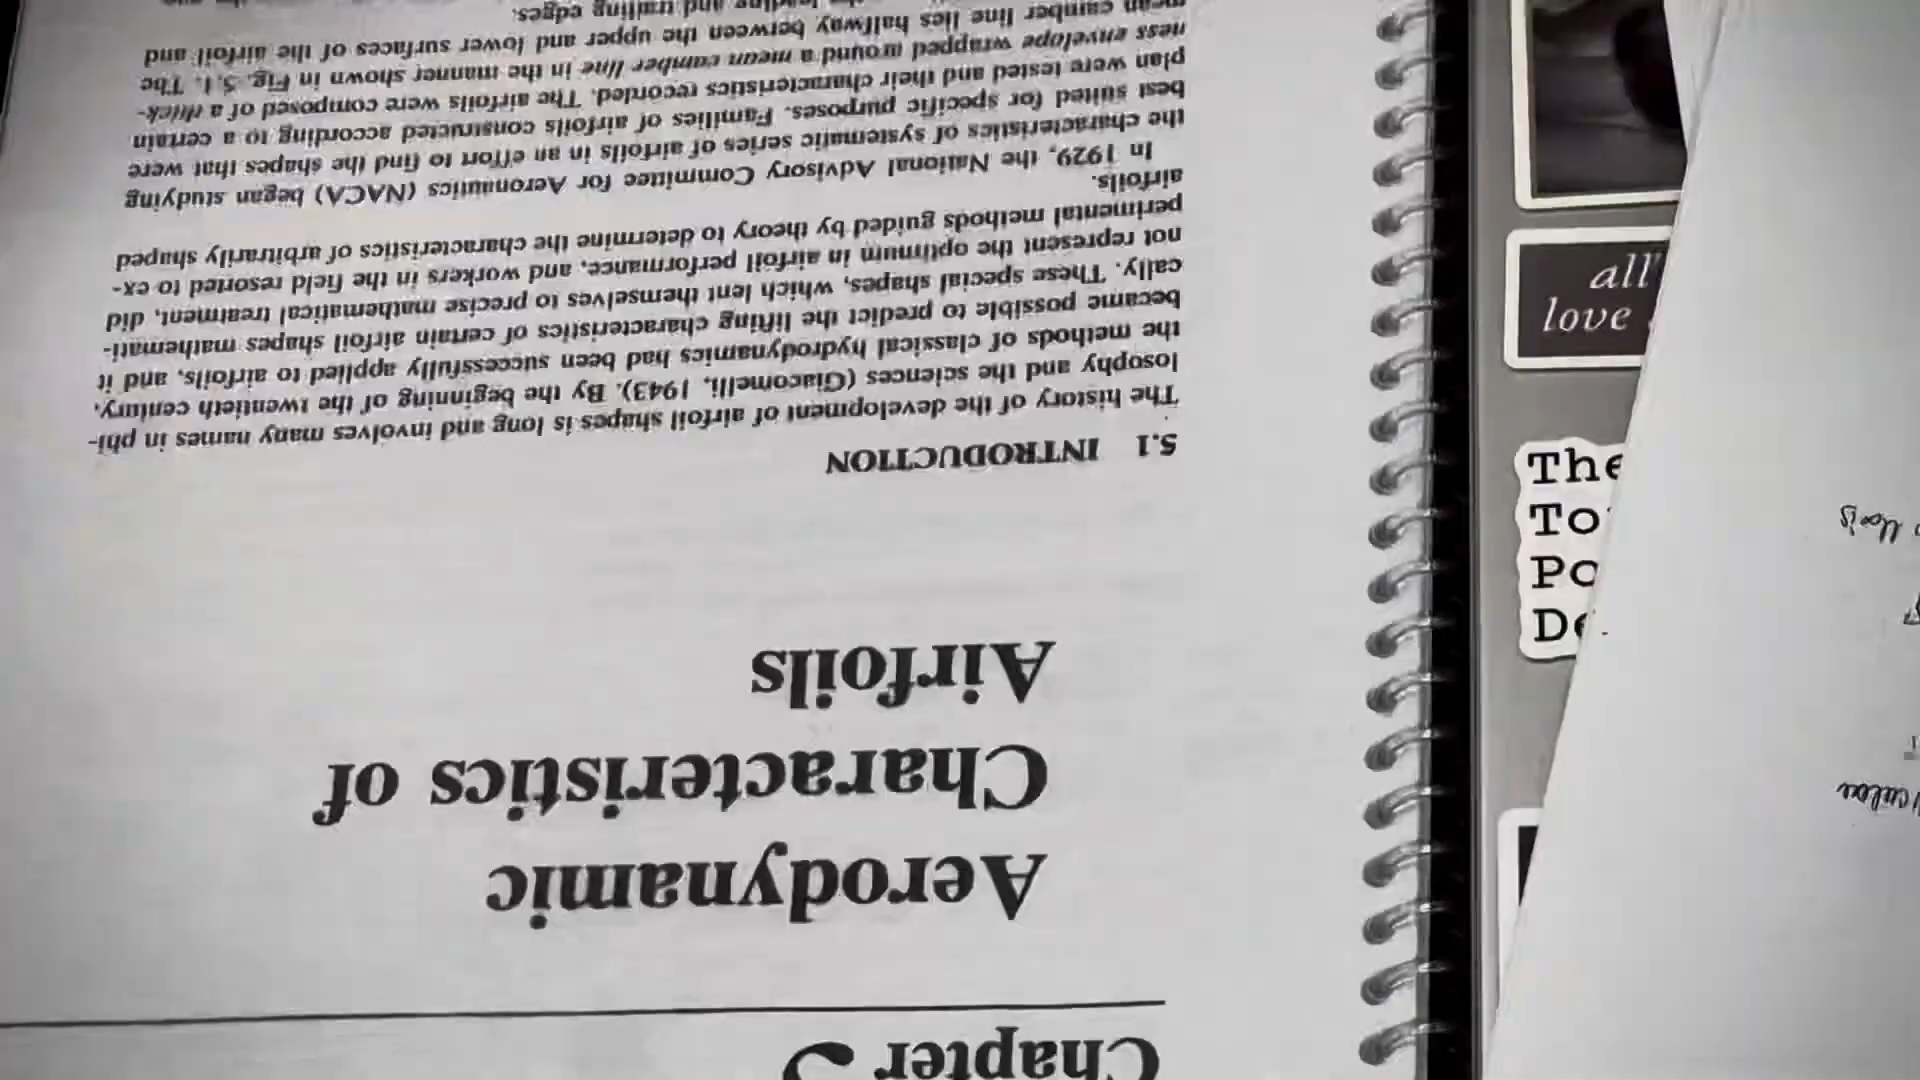 Chapter 5
Aerodynamic
Characteristics of
Airfoils
5.1 INTRODUCTION
The history of the development of airfoil shapes is long and involves many names in phi-
losophy and the sciences (Giacomelli, 1943). By the beginning of the twentieth century,
the methods of classical hydrodynamics had been successfully applied to airfoils, and it
became possible to predict the lifting characteristics of certain airfoil shapes mathemati-
cally. These special shapes, which lent themselves to precise mathematical treatment, did
not represent the optimum in airfoil performance, and workers in the field resorted to ex-
perimental methods guided by theory to determine the characteristics of arbitrarily shaped
airfoils.
In 1929, the National Advisory Committee for Aeronautics (NACA) began studying
the characteristics of systematic series of airfoils in an effort to find the shapes that were
best suited for specific purposes. Families of airfoils constructed according to a certain
plan were tested and their characteristics recorded. The airfoils were composed of a thick-
ness envelope wrapped around a mean camber line in the manner shown in Fig. 5.1. The
mean camber line lies halfway between the upper and lower surfaces of the airfoil and
leading and trailing edges.
all
love
The
To
Po
De